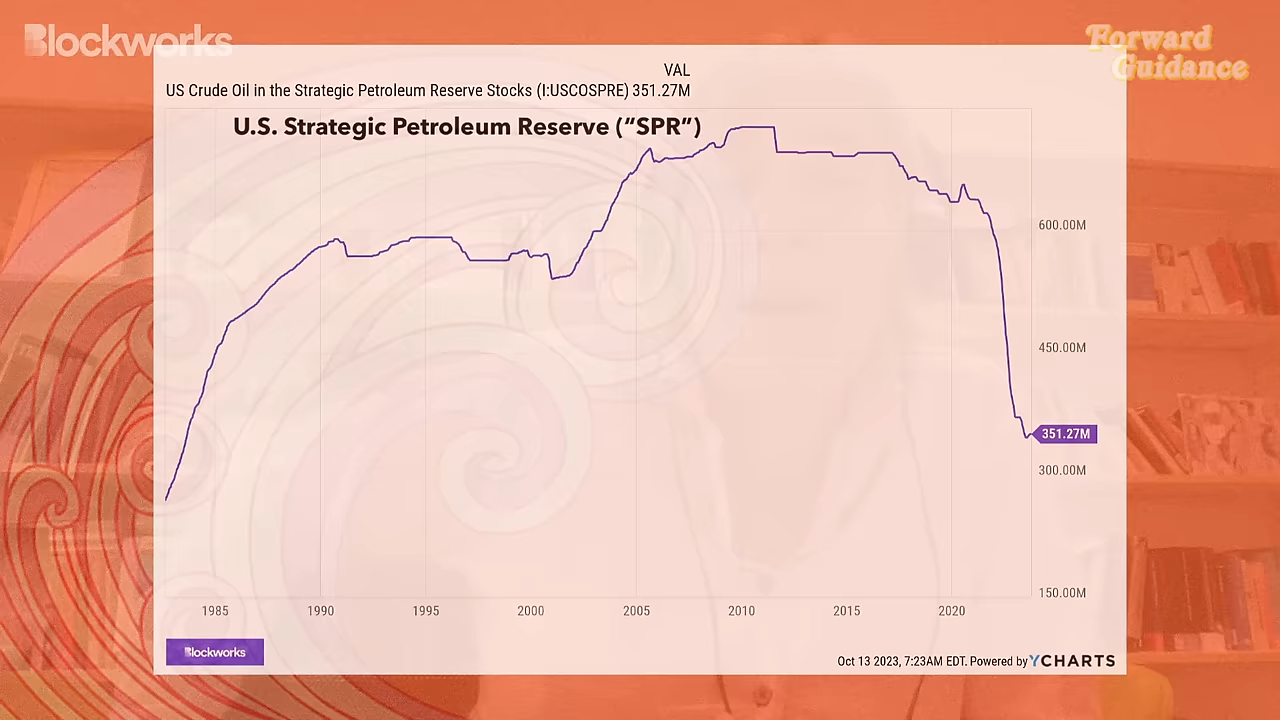 Blockworks
Forward
Guidance
VAL
US Crude Oil in the Strategic Petroleum Reserve Stocks (I:USCOSPRE) 351.27M
U.S. Strategic Petroleum Reserve ("SPR")
600.00M
450.00M
351.27M
300.00M
150.00M
1985 1990 1995 2000 2005 2010 2015 2020
Blockworks
Oct 13 2023, 7:23AM EDT. Powered by YCHARTS